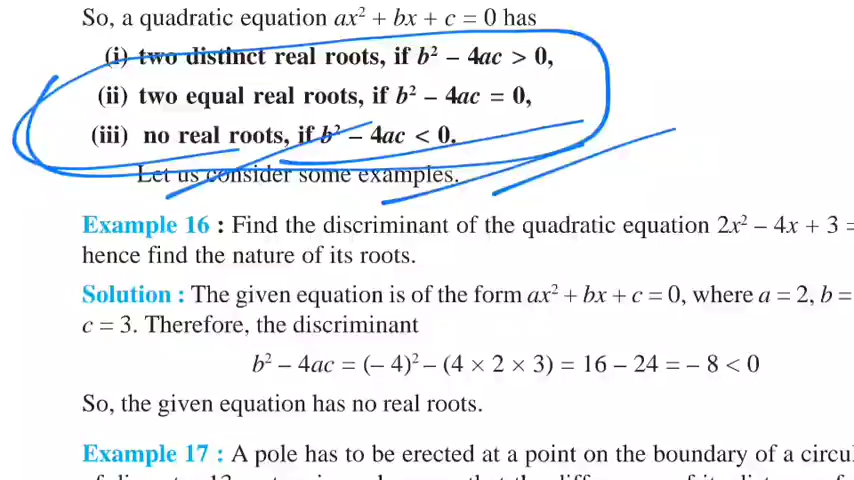 So, a quadratic equation ax² + bx + c = 0 has
(i) two distinct real roots, if b² – 4ac > 0,
(ii) two equal real roots, if b² – 4ac = 0,
(iii) no real roots, if b² – 4ac < 0.
Let us consider some examples.
Example 16 : Find the discriminant of the quadratic equation 2x² – 4x + 3 =
hence find the nature of its roots.
Solution : The given equation is of the form ax² + bx + c = 0, where a = 2, b =
c = 3. Therefore, the discriminant
b² – 4ac = (– 4)² – (4 × 2 × 3) = 16 – 24 = – 8 < 0
So, the given equation has no real roots.
Example 17 : A pole has to be erected at a point on the boundary of a circul